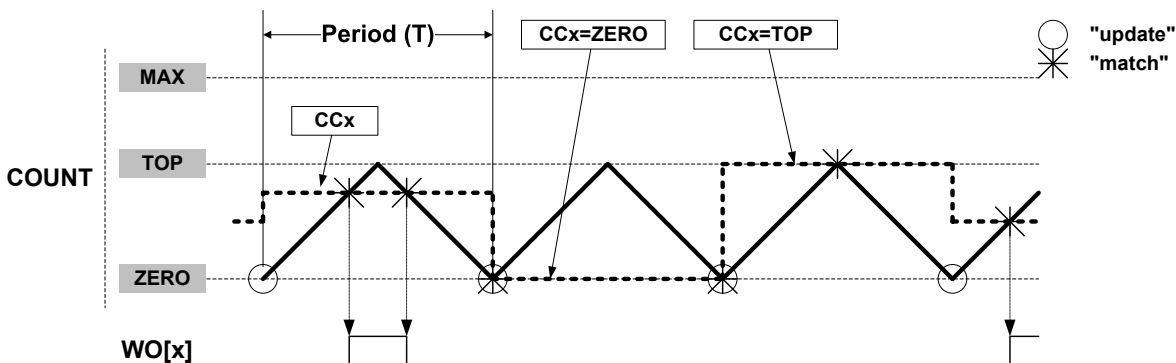 Period (T)
CCx=ZERO
CCx=TOP
"update"
"match"
MAX
CCx
TOP
COUNT
ZERO
WO[x]